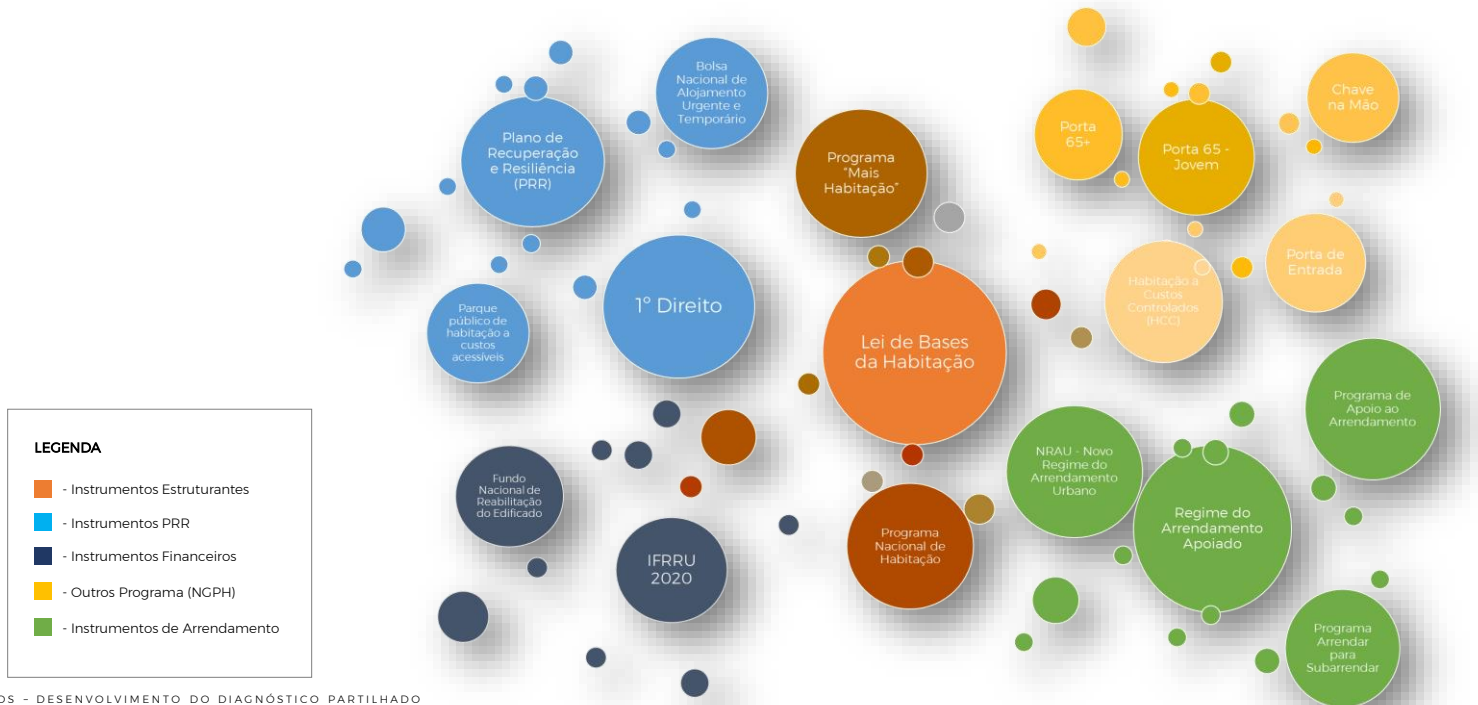 Bolsa
Nacional de
Alojamento
Urgente e
Temporário
Plano de
Recuperação
e Resiliência
(PRR)
Programa
"Mais
Habitação"
Porta
65+
Porta 65 -
Jovem
Chave
na Mão
1º Direito
Parque
público de
habitação a
custos
acessíveis
Lei de Bases
da Habitação
Habitação a
Custos
Controlados
(HCC)
Porta de
Entrada
Programa de
Apoio ao
Arrendamento
NRAU - Novo
Regime do
Arrendamento
Urbano
Regime do
Arrendamento
Apoiado
Fundo
Nacional de
Reabilitação
do Edificado
IFRRU
2020
Programa
Nacional de
Habitação
Programa
Arrendar
para
Subarrendar
LEGENDA
- Instrumentos Estruturantes
- Instrumentos PRR
- Instrumentos Financeiros
- Outros Programa (NGPH)
- Instrumentos de Arrendamento
OS – DESENVOLVIMENTO DO DIAGNÓSTICO PARTILHADO